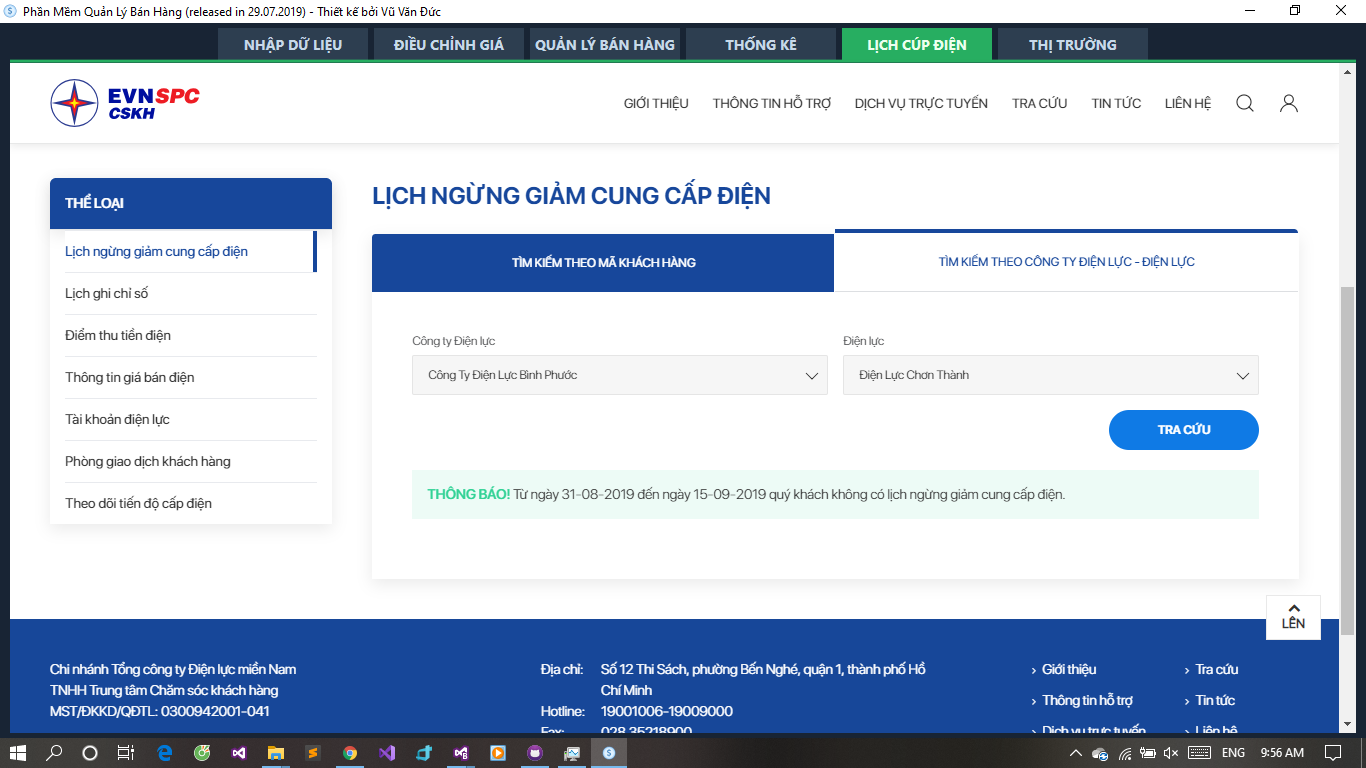 Phần Mềm Quản Lý Bán Hàng (released in 29.07.2019) - Thiết kế bởi Vũ Văn Đức
NHẬP DỮ LIỆU ĐIỀU CHỈNH GIÁ QUẢN LÝ BÁN HÀNG THỐNG KÊ LỊCH CÚP ĐIỆN THỊ TRƯỜNG
EVNSPC
CSKH
GIỚI THIỆU THÔNG TIN HỖ TRỢ DỊCH VỤ TRỰC TUYẾN TRA CỨU TIN TỨC LIÊN HỆ
THỂ LOẠI
Lịch ngừng giảm cung cấp điện
Lịch ghi chỉ số
Điểm thu tiền điện
Thông tin giá bán điện
Tài khoản điện lực
Phòng giao dịch khách hàng
Theo dõi tiến độ cấp điện
LỊCH NGỪNG GIẢM CUNG CẤP ĐIỆN
TÌM KIẾM THEO MÃ KHÁCH HÀNG TÌM KIẾM THEO CÔNG TY ĐIỆN LỰC - ĐIỆN LỰC
Công ty Điện lực Điện lực
Công Ty Điện Lực Bình Phước Điện Lực Chơn Thành
TRA CỨU
THÔNG BÁO! Từ ngày 31-08-2019 đến ngày 15-09-2019 quý khách không có lịch ngừng giảm cung cấp điện.
LÊN
Chi nhánh Tổng công ty Điện lực miền Nam
TNHH Trung tâm Chăm sóc khách hàng
MST/ĐKKD/QĐTL: 0300942001-041
Địa chỉ: Số 12 Thi Sách, phường Bến Nghé, quận 1, thành phố Hồ
Chí Minh
Hotline: 19001006-19009000
Fax: 028.35218900
› Giới thiệu › Tra cứu
› Thông tin hỗ trợ › Tin tức
› Dịch vụ trực tuyến › Liên hệ
ENG 9:56 AM